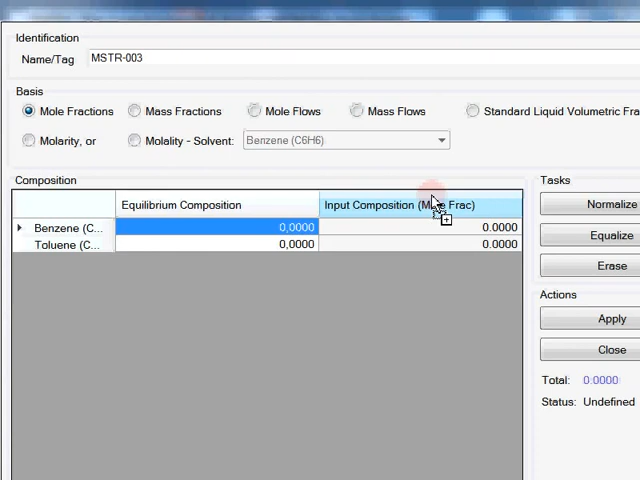 Identification
Name/Tag MSTR-003
Basis
Mole Fractions Mass Fractions Mole Flows Mass Flows Standard Liquid Volumetric Fra
Molarity, or Molality - Solvent: Benzene (C6H6)
Composition Tasks
Equilibrium Composition Input Composition (Mole Frac) Normalize
Benzene (C... 0,0000 0.0000 Equalize
Toluene (C... 0,0000 0.0000
Erase
Actions
Apply
Close
Total: 0.0000
Status: Undefined